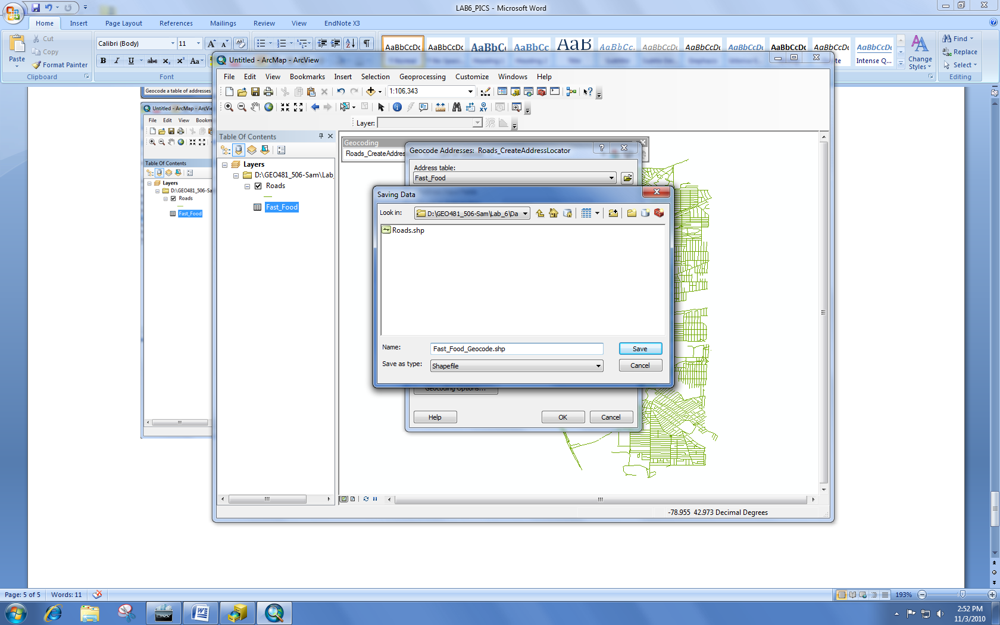 LAB6_PICS - Microsoft Word
Home Insert Page Layout References Mailings Review View EndNote X3
Paste
Cut
Copy
Format Painter
Clipboard
Calibri (Body) 11
B I U abc x₂ x² Aa
Font
AaBbCcDc AaBbCcDc AaBbCc AaBbCc AaB AaBbCc AaBbCcDc AaBbCcDc AaBbCcDc AaBbCcDc AaBbCcDc AaBbCcDc
Intense Q...
Change
Styles
Find
Replace
Select
Editing
Geocode a table of addresses
Untitled - ArcMap - ArcVie
File Edit View Bookm
Table Of Contents
Layers
D:\GEO481_506-Sa
Roads
Fast_Food
Untitled - ArcMap - ArcView
File Edit View Bookmarks Insert Selection Geoprocessing Customize Windows Help
1:106,343
Layer:
Table Of Contents
Layers
D:\GEO481_506-Sam\Lab_
Roads
Fast_Food
Geocoding
Roads_CreateAddres
Geocode Addresses: Roads_CreateAddressLocator
Address table:
Fast_Food
Saving Data
Look in: D:\GEO481_506-Sam\Lab_6\Da
Roads.shp
Name: Fast_Food_Geocode.shp
Save
Save as type: Shapefile
Cancel
Geocoding Options...
Help OK Cancel
-78.955 42.973 Decimal Degrees
Page: 5 of 5 Words: 11
193%
2:52 PM
11/3/2010